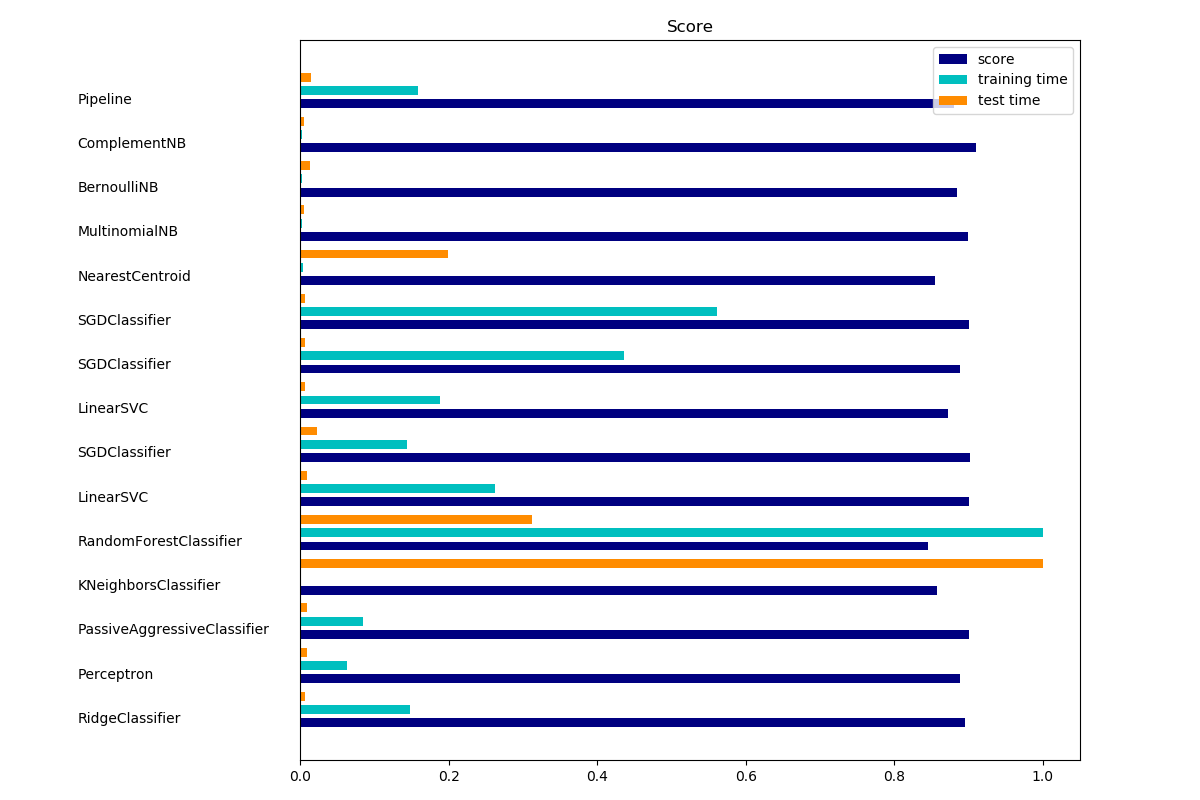 Score
score
training time
test time
Pipeline
ComplementNB
BernoulliNB
MultinomialNB
NearestCentroid
SGDClassifier
SGDClassifier
LinearSVC
SGDClassifier
LinearSVC
RandomForestClassifier
KNeighborsClassifier
PassiveAggressiveClassifier
Perceptron
RidgeClassifier
0.0 0.2 0.4 0.6 0.8 1.0